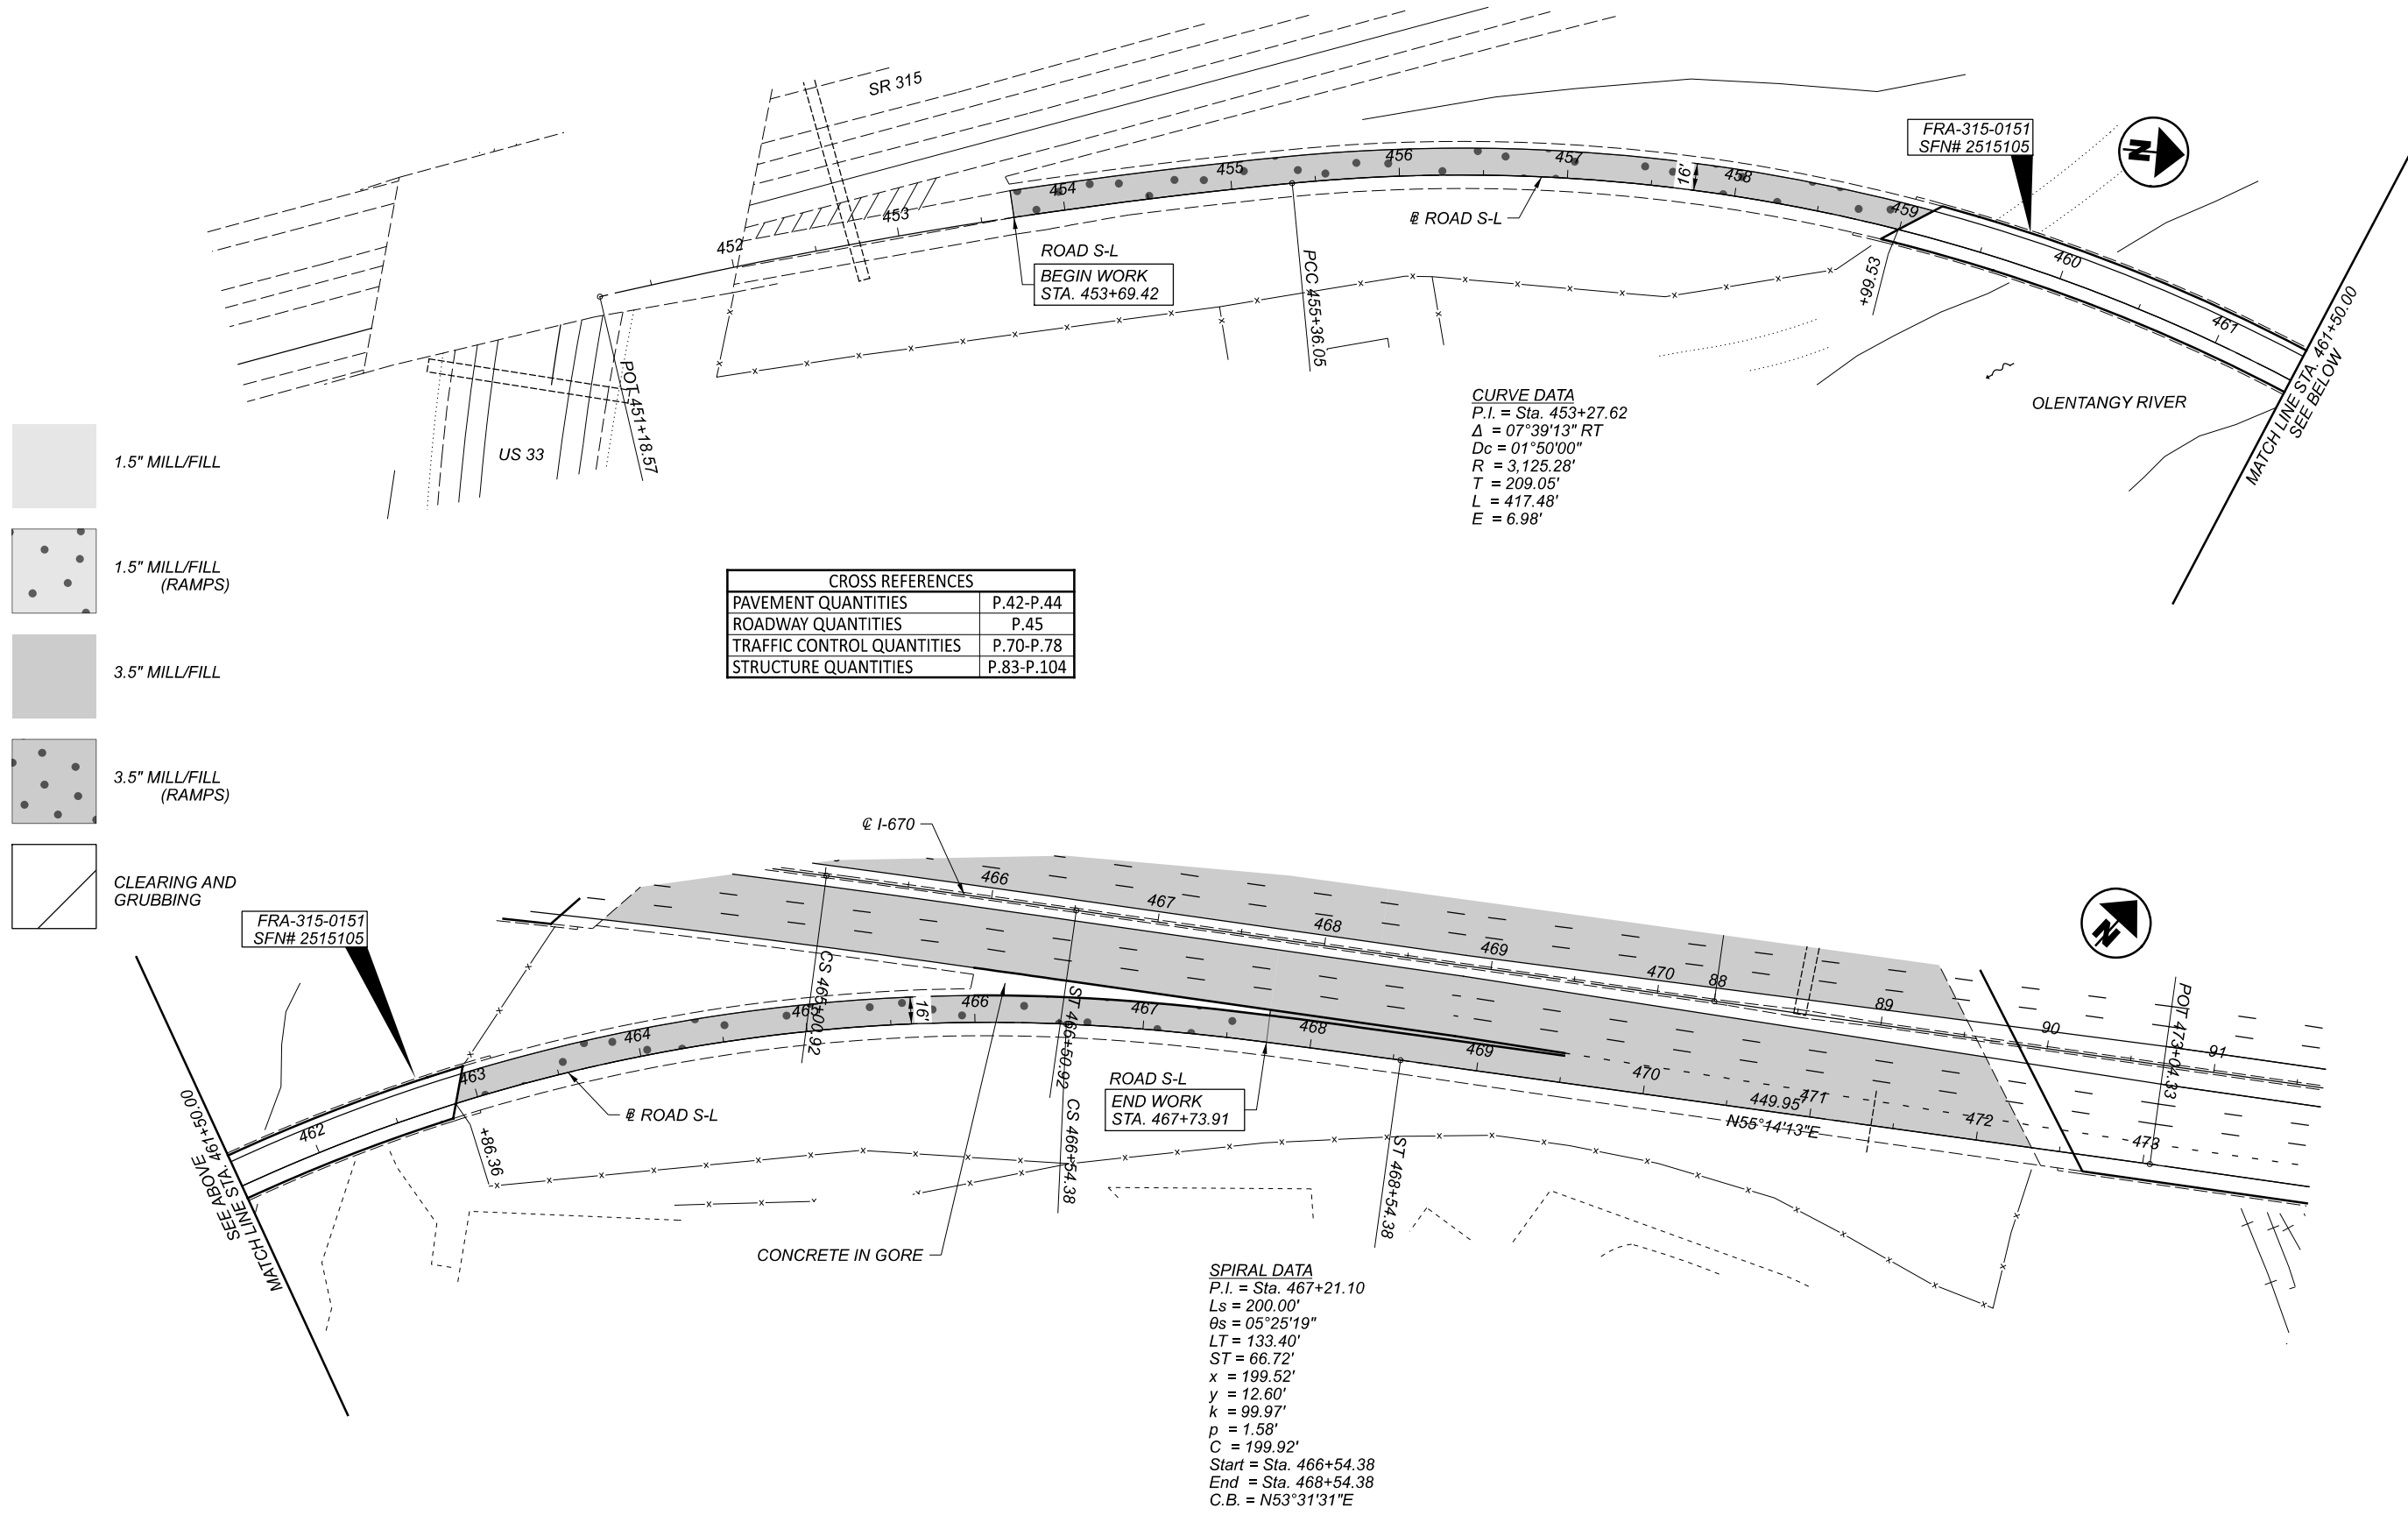 SR 315
FRA-315-0151
SFN# 2515105
N
452
453
454
455
456
457
458
459
460
461
16'
℄ ROAD S-L
ROAD S-L
BEGIN WORK
STA. 453+69.42
PCC 455+36.05
+99.53
POT 451+18.57
US 33
OLENTANGY RIVER
MATCH LINE STA. 461+50.00
SEE BELOW
CURVE DATA
P.I. = Sta. 453+27.62
Δ = 07°39'13" RT
Dc = 01°50'00"
R = 3,125.28'
T = 209.05'
L = 417.48'
E = 6.98'
1.5" MILL/FILL
1.5" MILL/FILL
(RAMPS)
3.5" MILL/FILL
3.5" MILL/FILL
(RAMPS)
CLEARING AND
GRUBBING
CROSS REFERENCES
PAVEMENT QUANTITIES P.42-P.44
ROADWAY QUANTITIES P.45
TRAFFIC CONTROL QUANTITIES P.70-P.78
STRUCTURE QUANTITIES P.83-P.104
℄ I-670
466
467
468
469
470
88
89
90
91
N
FRA-315-0151
SFN# 2515105
SEE ABOVE
MATCH LINE STA. 461+50.00
462
463
464
465
466
467
468
469
470
471
472
473
16'
CS 465+00.92
ST 466+50.92
CS 466+54.38
ST 468+54.38
POT 473+04.33
℄ ROAD S-L
+86.36
ROAD S-L
END WORK
STA. 467+73.91
449.95'
N55°14'13"E
CONCRETE IN GORE
SPIRAL DATA
P.I. = Sta. 467+21.10
Ls = 200.00'
θs = 05°25'19"
LT = 133.40'
ST = 66.72'
x = 199.52'
y = 12.60'
k = 99.97'
p = 1.58'
C = 199.92'
Start = Sta. 466+54.38
End = Sta. 468+54.38
C.B. = N53°31'31"E